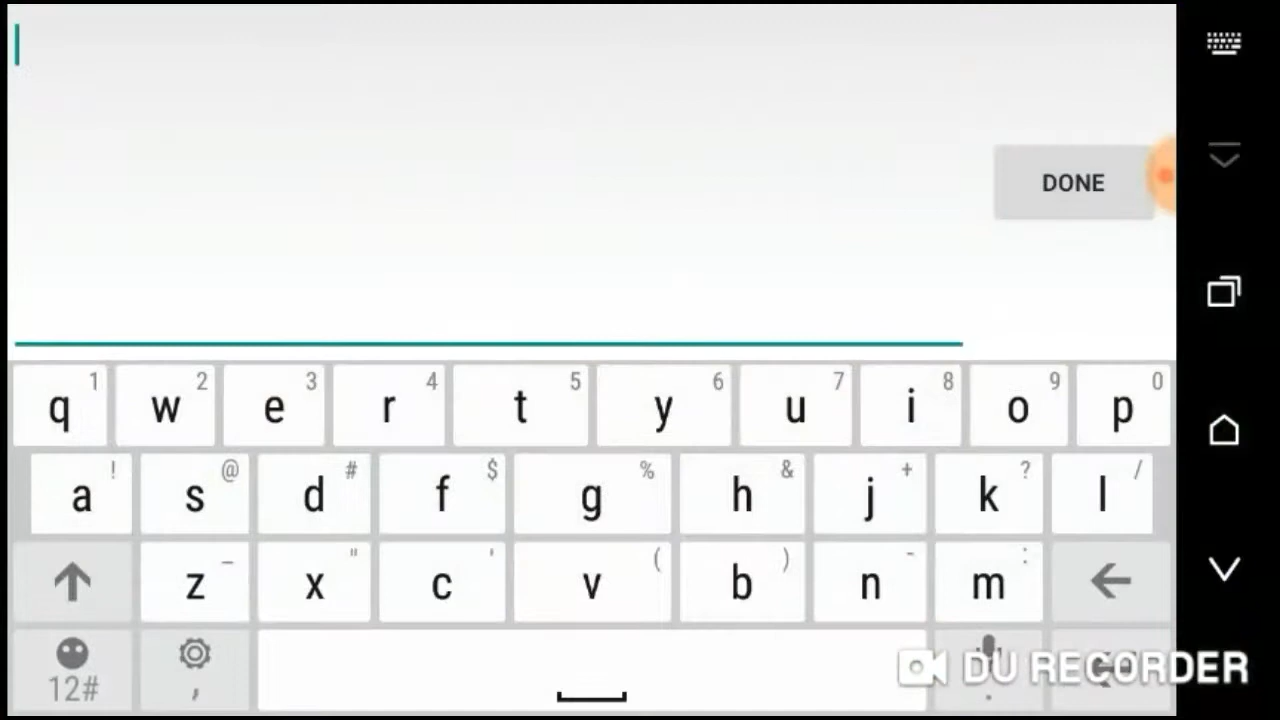 DONE
1 2 3 4 5 6 7 8 9 0
q w e r t y u i o p
! @ # $ % & + ? /
a s d f g h j k l
_ " ' ( ) - :
z x c v b n m
12# , .
DU RECORDER